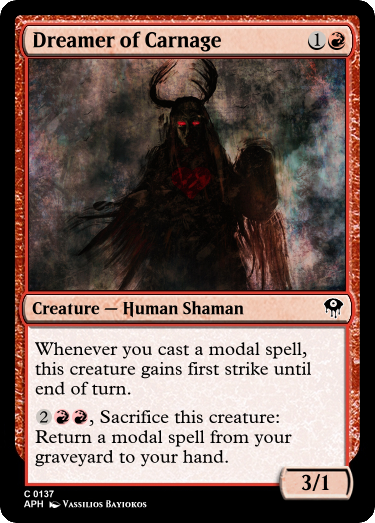 Dreamer of Carnage 1
Creature — Human Shaman
Whenever you cast a modal spell,
this creature gains first strike until
end of turn.
2, Sacrifice this creature:
Return a modal spell from your
graveyard to your hand.
3/1
C 0137
APH Vassilios Bayiokos